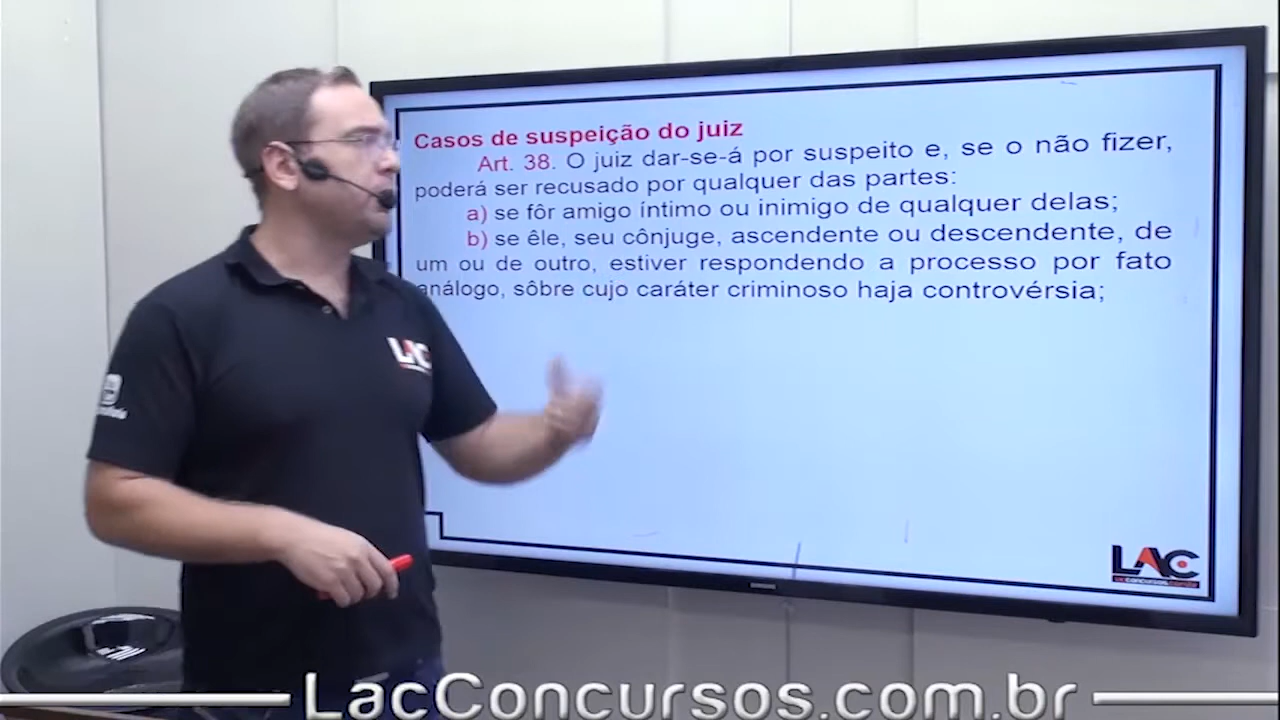 Casos de suspeição do juiz
Art. 38. O juiz dar-se-á por suspeito e, se o não fizer,
poderá ser recusado por qualquer das partes:
a) se fôr amigo íntimo ou inimigo de qualquer delas;
b) se êle, seu cônjuge, ascendente ou descendente, de
um ou de outro, estiver respondendo a processo por fato
análogo, sôbre cujo caráter criminoso haja controvérsia;
LAC
LAC
lacconcursos.com.br
LacConcursos.com.br